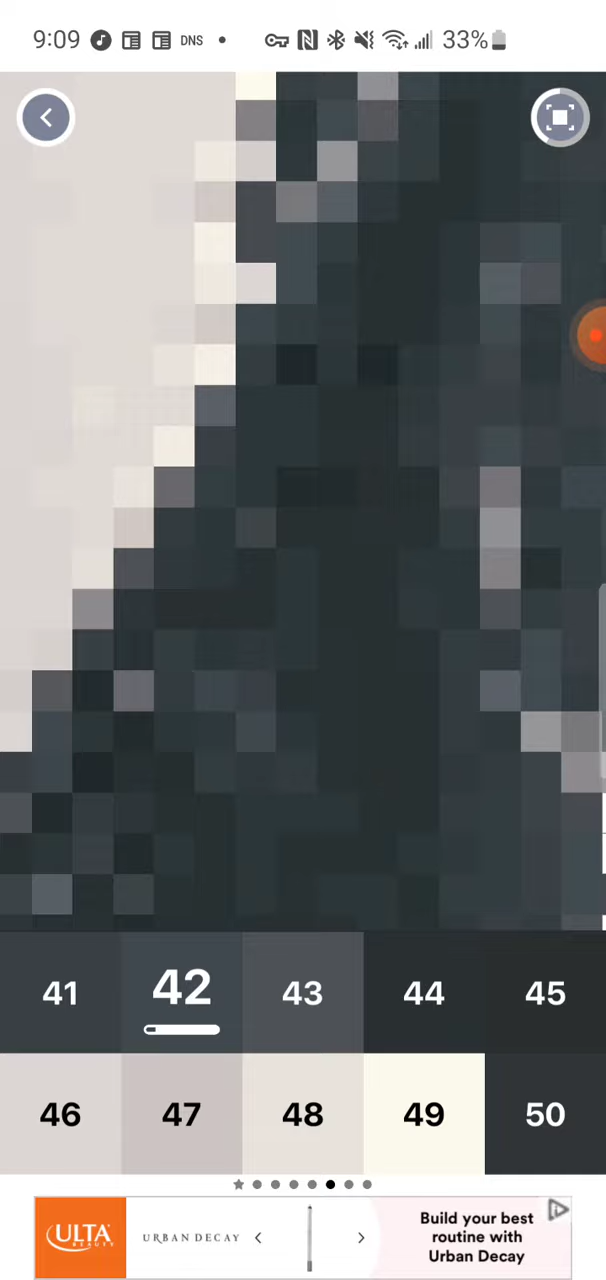 9:09 DNS 33%
41 42 43 44 45
46 47 48 49 50
ULTA
BEAUTY
URBAN DECAY
Build your best
routine with
Urban Decay